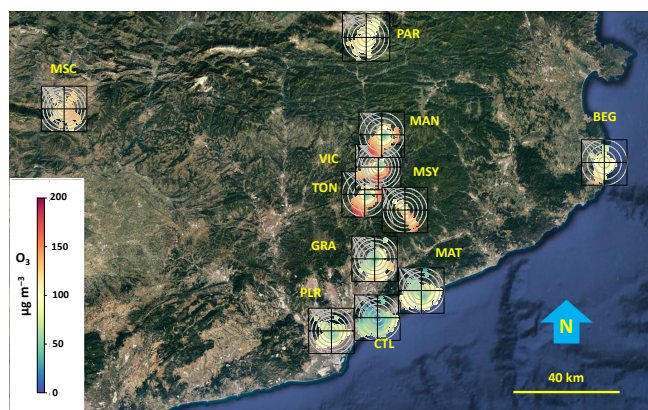 PAR
MSC
MAN
BEG
VIC
MSY
TON
200
150
O₃
GRA
MAT
µg m⁻³
100
PLR
50
N
CTL
0
40 km